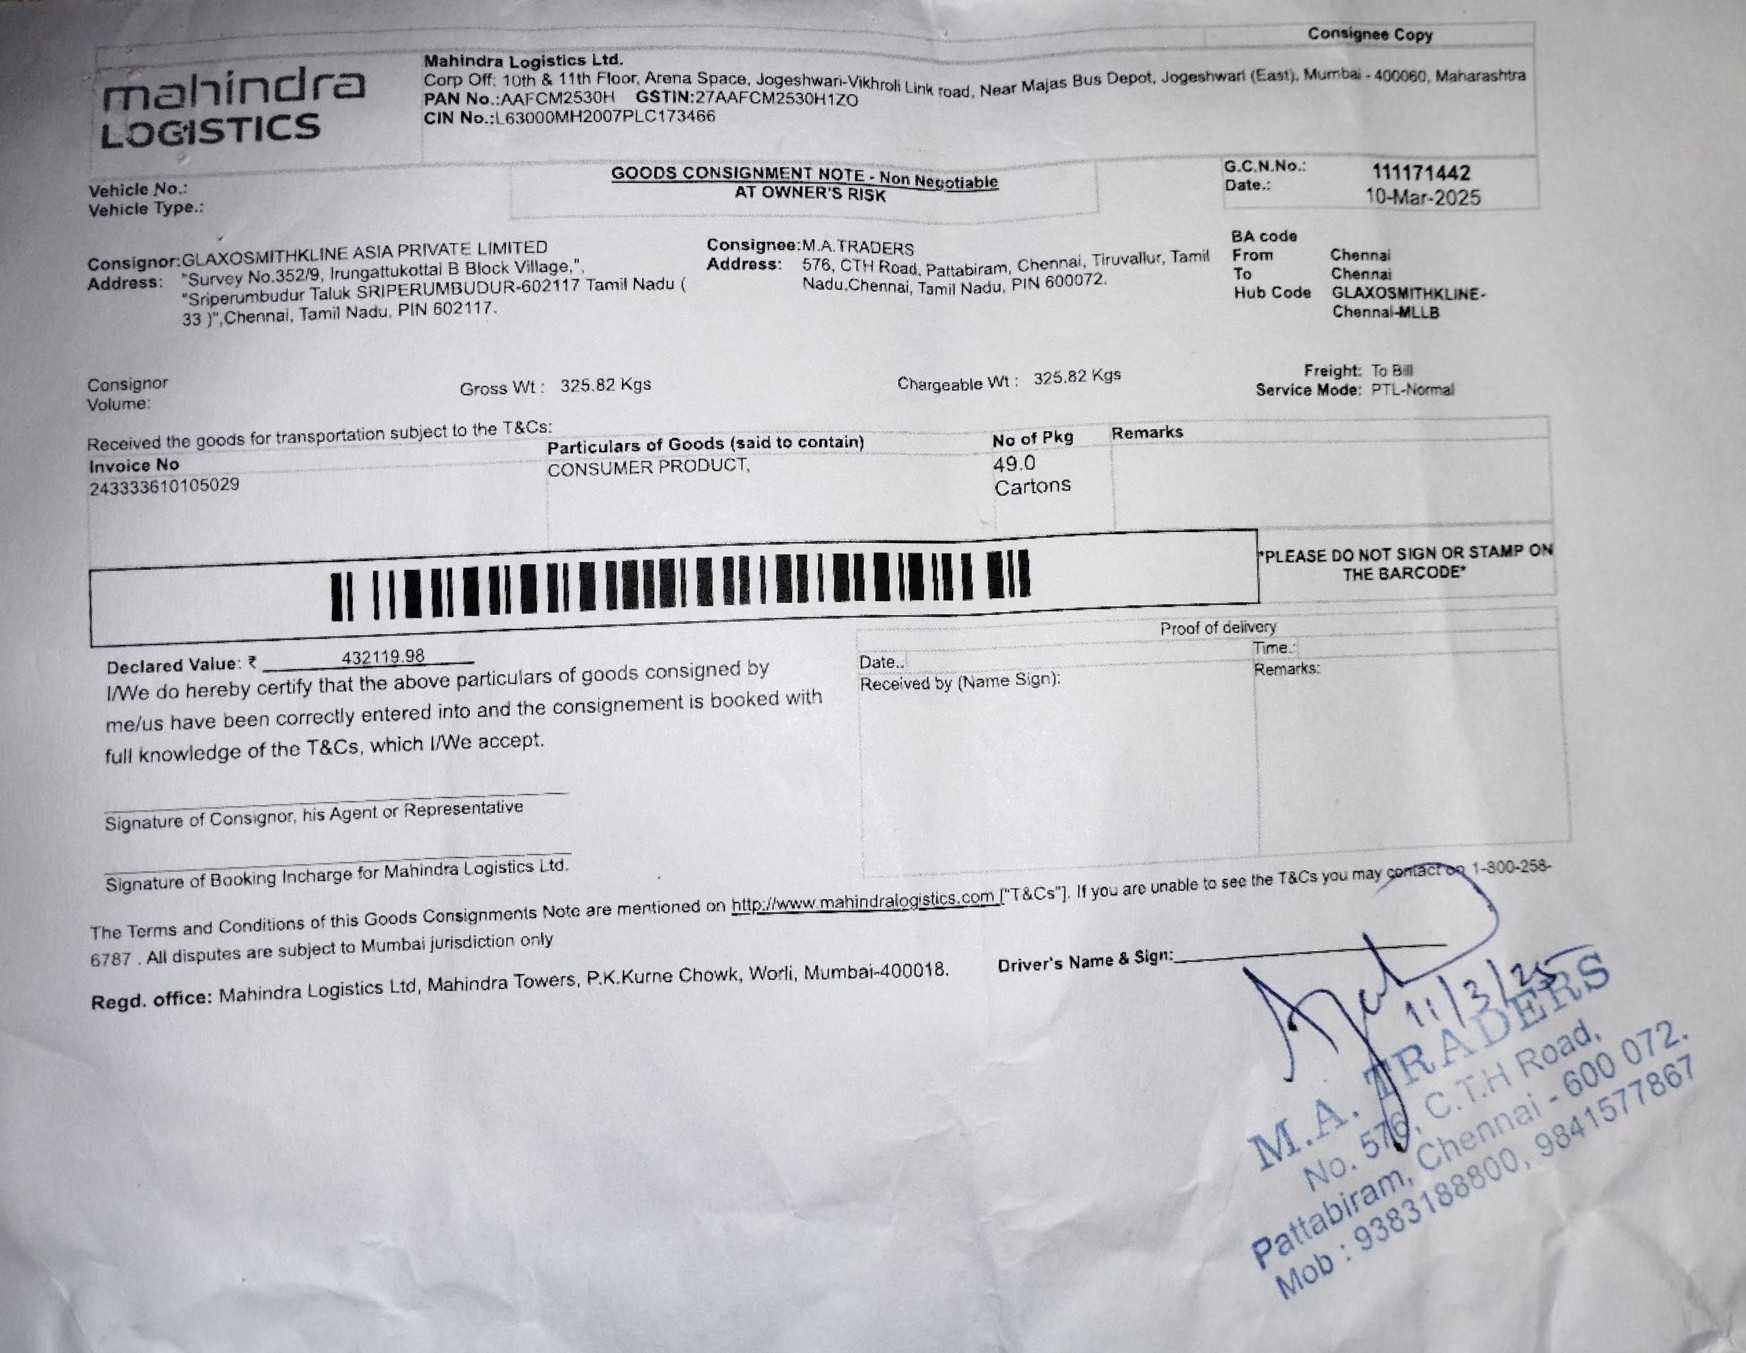 Consignee Copy
mahindra
LOGISTICS
Mahindra Logistics Ltd.
Corp Off: 10th & 11th Floor, Arena Space, Jogeshwari-Vikhroli Link road, Near Majas Bus Depot, Jogeshwari (East), Mumbai - 400060, Maharashtra
PAN No.:AAFCM2530H GSTIN:27AAFCM2530H1ZO
CIN No.:L63000MH2007PLC173466
Vehicle No.:
Vehicle Type.:
GOODS CONSIGNMENT NOTE - Non Negotiable
AT OWNER'S RISK
G.C.N.No.: 111171442
Date.: 10-Mar-2025
Consignor:GLAXOSMITHKLINE ASIA PRIVATE LIMITED
Address: "Survey No.352/9, Irungattukottai B Block Village,",
"Sriperumbudur Taluk SRIPERUMBUDUR-602117 Tamil Nadu (
33 )",Chennai, Tamil Nadu, PIN 602117.
Consignee:M.A.TRADERS
Address: 576, CTH Road, Pattabiram, Chennai, Tiruvallur, Tamil
Nadu,Chennai, Tamil Nadu, PIN 600072.
BA code
From Chennai
To Chennai
Hub Code GLAXOSMITHKLINE-
Chennai-MLLB
Consignor
Volume:
Gross Wt : 325.82 Kgs
Chargeable Wt : 325.82 Kgs
Freight: To Bill
Service Mode: PTL-Normal
Received the goods for transportation subject to the T&Cs:
Invoice No Particulars of Goods (said to contain) No of Pkg Remarks
243333610105029 CONSUMER PRODUCT, 49.0
Cartons
*PLEASE DO NOT SIGN OR STAMP ON
THE BARCODE*
Declared Value: ₹ 432119.98
I/We do hereby certify that the above particulars of goods consigned by
me/us have been correctly entered into and the consignement is booked with
full knowledge of the T&Cs, which I/We accept.
Proof of delivery
Date.. Time.:
Received by (Name Sign): Remarks:
Signature of Consignor, his Agent or Representative
Signature of Booking Incharge for Mahindra Logistics Ltd.
The Terms and Conditions of this Goods Consignments Note are mentioned on http://www.mahindralogistics.com ["T&Cs"]. If you are unable to see the T&Cs you may contact on 1-800-258-
6787 . All disputes are subject to Mumbai jurisdiction only
Regd. office: Mahindra Logistics Ltd, Mahindra Towers, P.K.Kurne Chowk, Worli, Mumbai-400018.
Driver's Name & Sign:
11/3/25
M.A. TRADERS
No. 576, C.T.H Road,
Pattabiram, Chennai - 600 072.
Mob : 9383188800, 9841577867